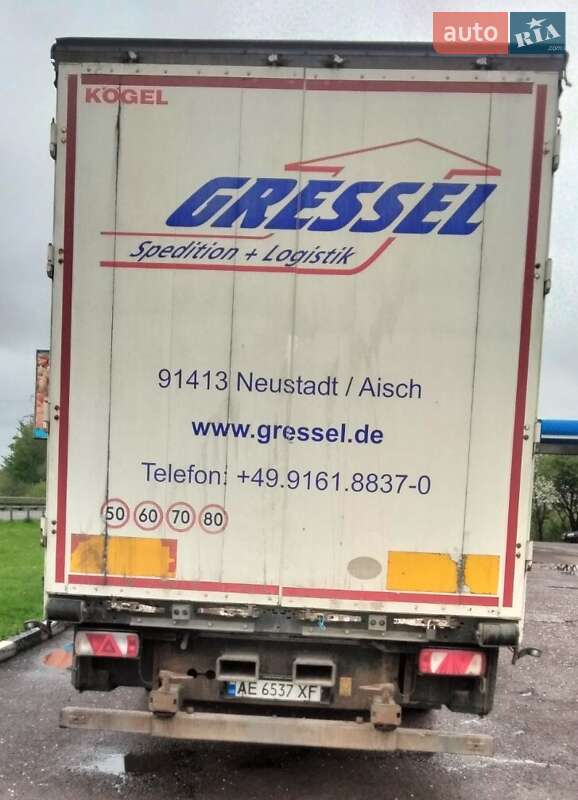 auto RIA.com
KÖGEL
GRESSEL
Spedition + Logistik
91413 Neustadt / Aisch
www.gressel.de
Telefon: +49.9161.8837-0
50 60 70 80
AE 6537 XF